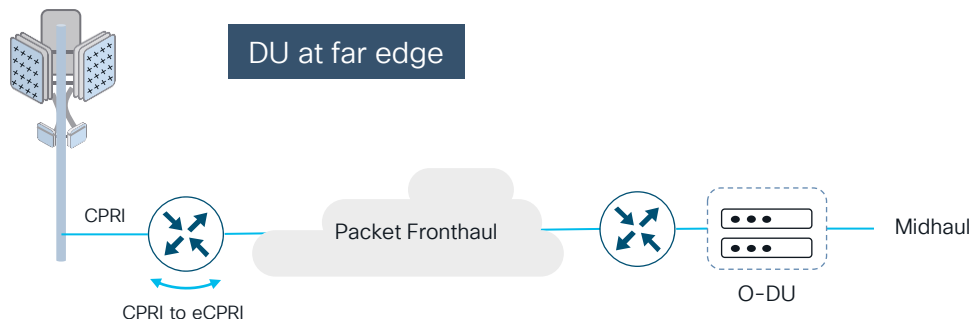 DU at far edge
CPRI
Packet Fronthaul
Midhaul
O-DU
CPRI to eCPRI